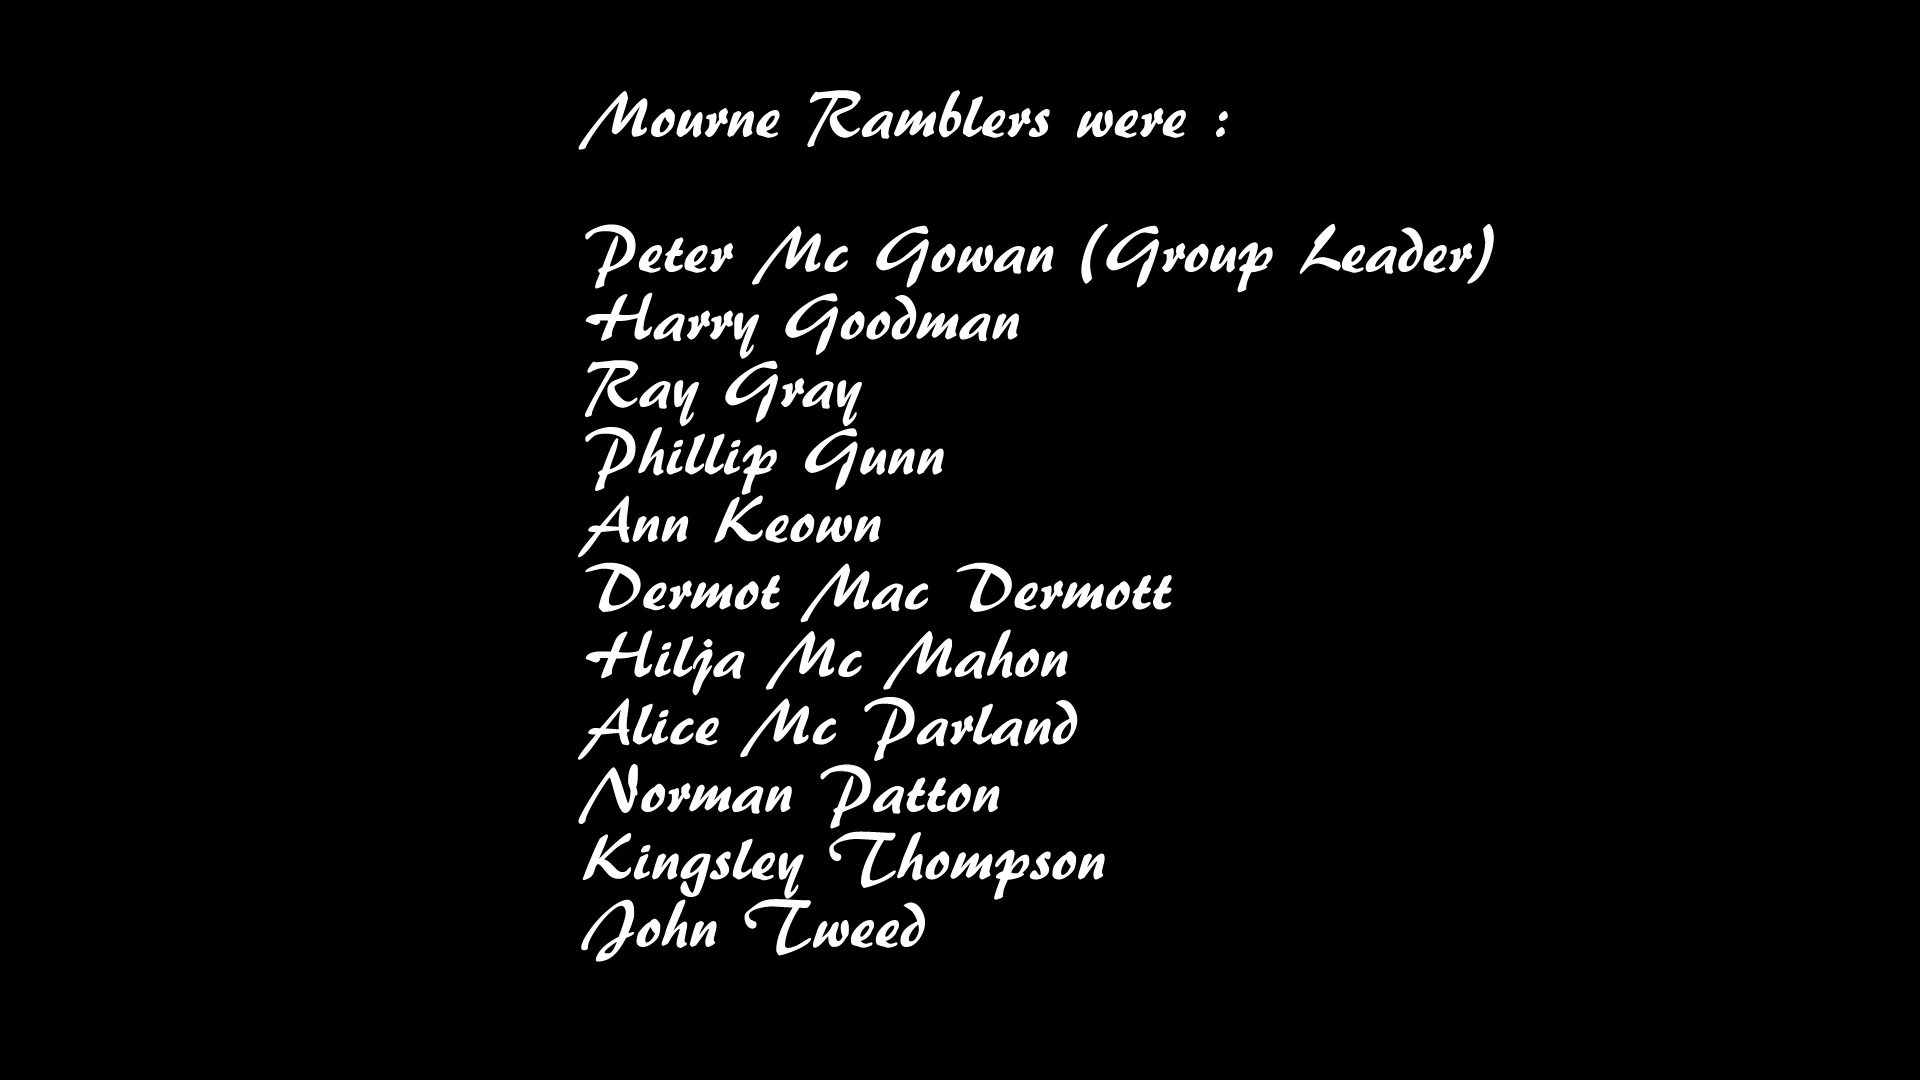 Mourne Ramblers were :
Peter Mc Gowan (Group Leader)
Harry Goodman
Ray Gray
Phillip Gunn
Ann Keown
Dermot Mac Dermott
Hilja Mc Mahon
Alice Mc Parland
Norman Patton
Kingsley Thompson
John Tweed